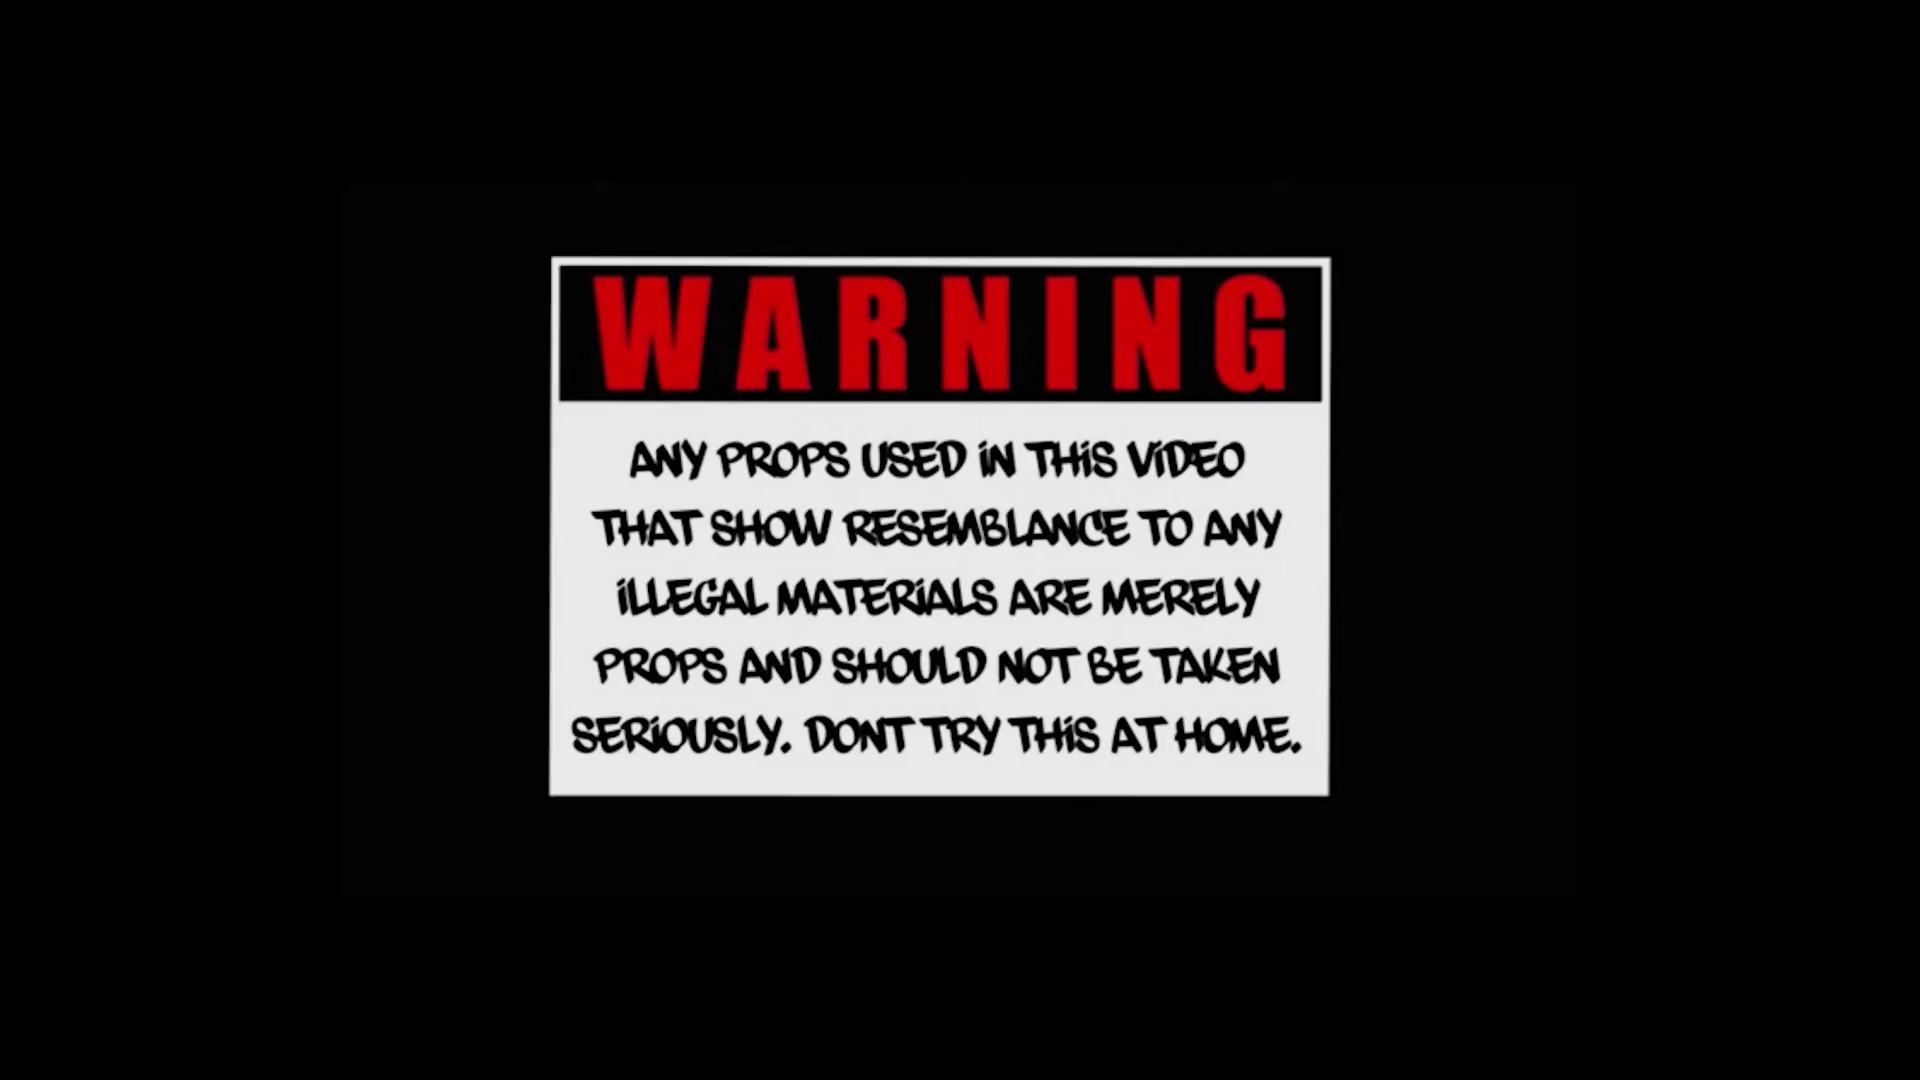 WARNING
ANY PROPS USED iN THiS ViDEO
THAT SHOW RESEMBLANCE TO ANY
iLLEGAL MATERiALS ARE MERELY
PROPS AND SHOULD NOT BE TAKEN
SERiOUSLY. DONT TRY THiS AT HOME.